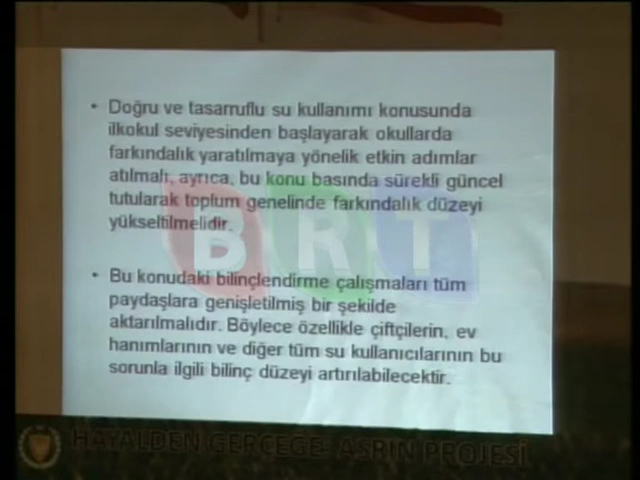 • Doğru ve tasarruflu su kullanımı konusunda
ilkokul seviyesinden başlayarak okullarda
farkındalık yaratılmaya yönelik etkin adımlar
atılmalı, ayrıca, bu konu basında sürekli güncel
tutularak toplum genelinde farkındalık düzeyi
yükseltilmelidir.
BRT
• Bu konudaki bilinçlendirme çalışmaları tüm
paydaşlara genişletilmiş bir şekilde
aktarılmalıdır. Böylece özellikle çiftçilerin, ev
hanımlarının ve diğer tüm su kullanıcılarının bu
sorunla ilgili bilinç düzeyi artırılabilecektir.
HAYALDEN GERÇEĞE- ASRIN PROJESİ